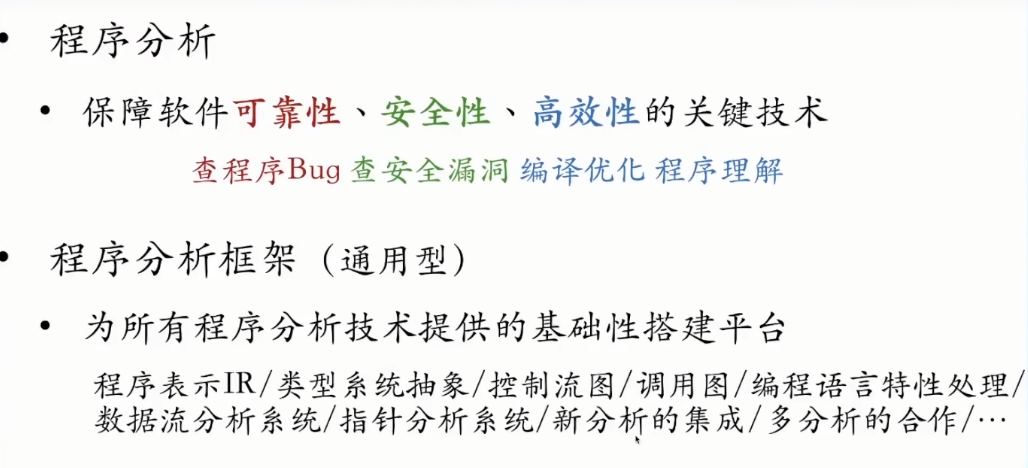 • 程序分析
• 保障软件可靠性、安全性、高效性的关键技术
查程序Bug 查安全漏洞 编译优化 程序理解
• 程序分析框架（通用型）
• 为所有程序分析技术提供的基础性搭建平台
程序表示IR/类型系统抽象/控制流图/调用图/编程语言特性处理/
数据流分析系统/指针分析系统/新分析的集成/多分析的合作/…